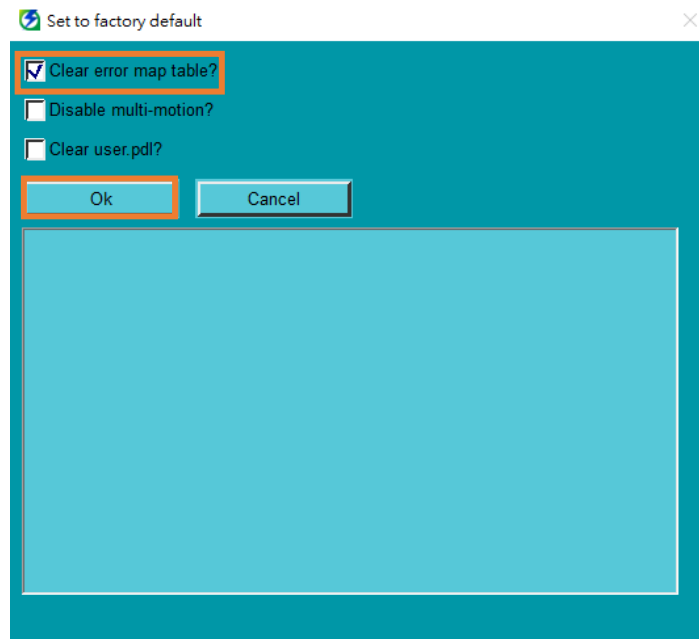 Set to factory default
Clear error map table?
Disable multi-motion?
Clear user.pdl?
Ok
Cancel